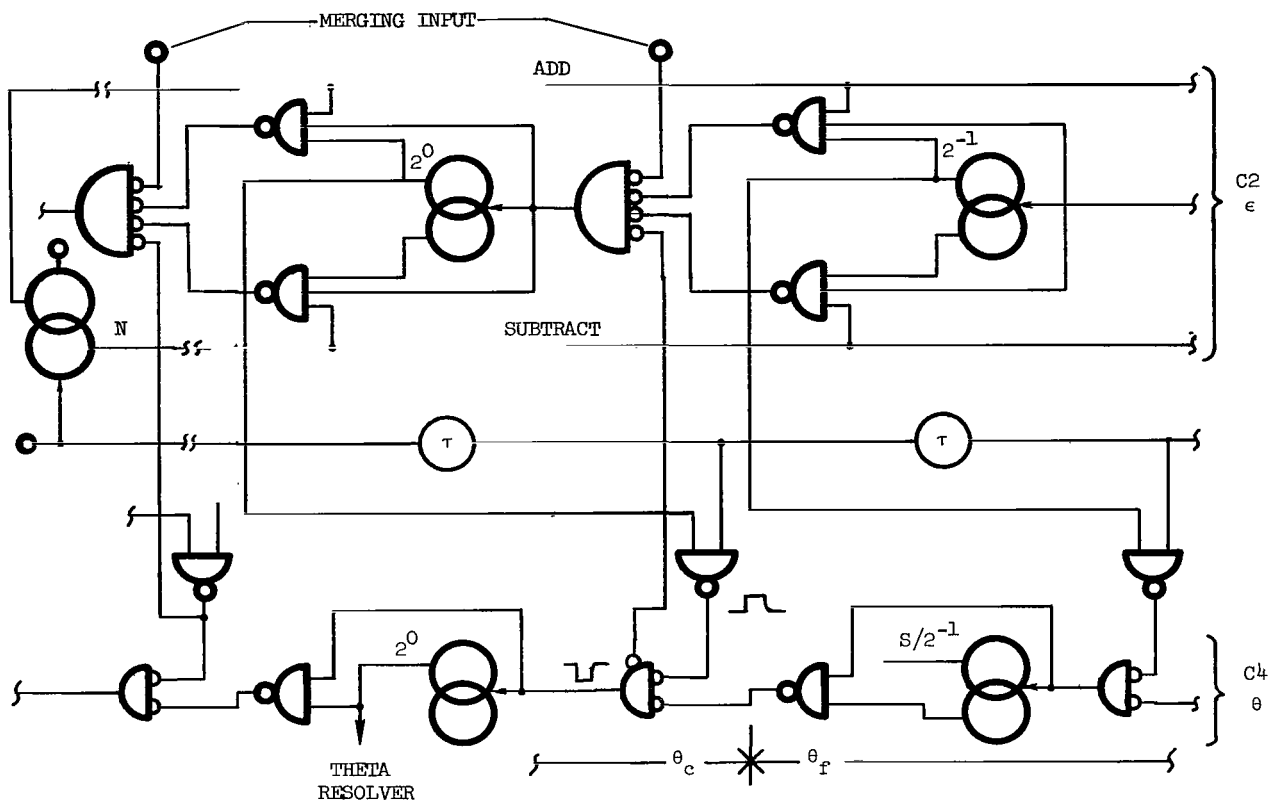 MERGING INPUT
ADD
2⁰
2⁻¹
C2
ϵ
N
SUBTRACT
τ
τ
2⁰
S/2⁻¹
C4
θ
θc
θf
THETA
RESOLVER